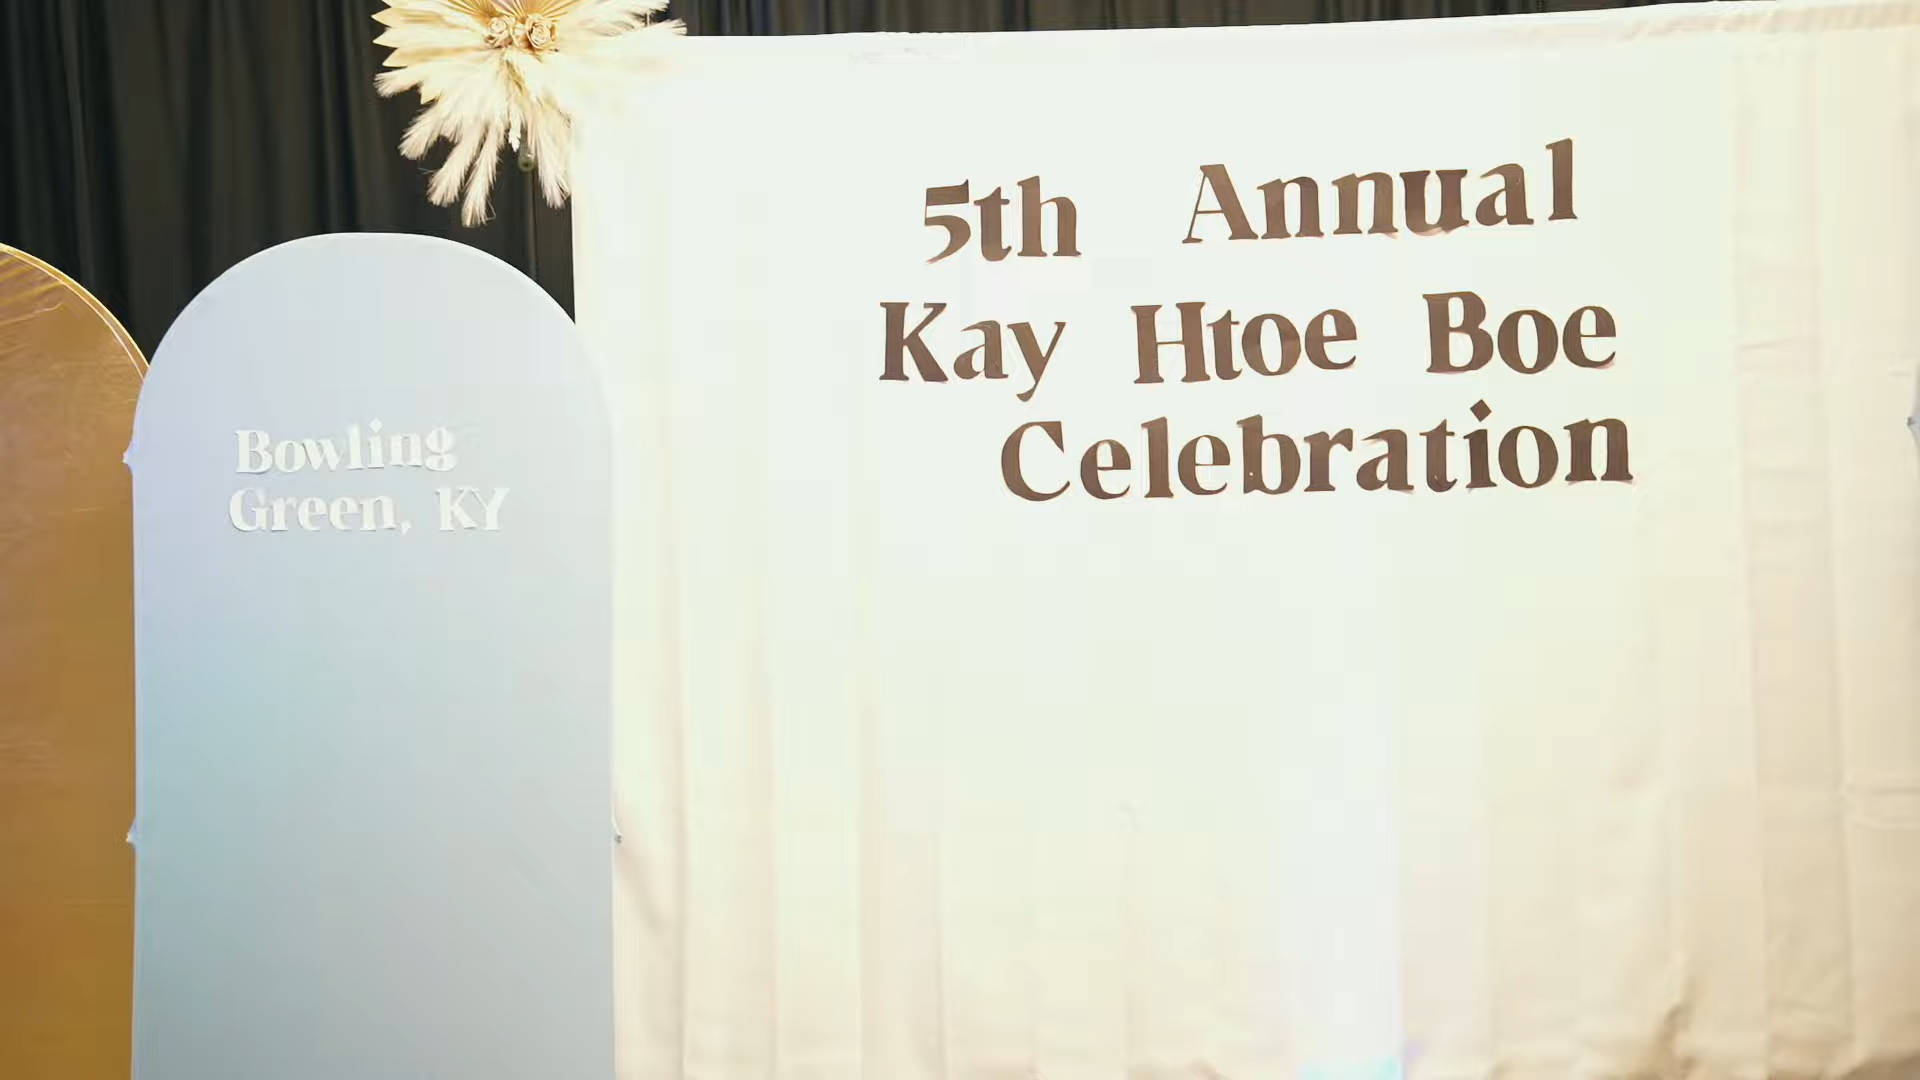 Bowling
Green, KY
5th Annual
Kay Htoe Boe
Celebration